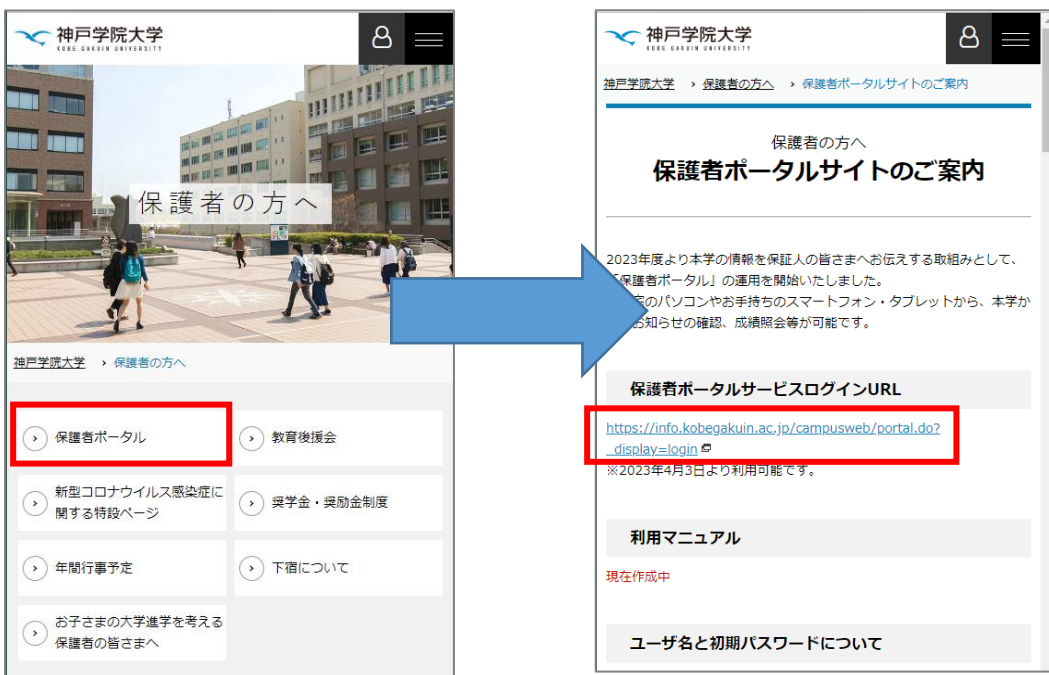 神戸学院大学
KOBE GAKUIN UNIVERSITY
保護者の方へ
神戸学院大学 › 保護者の方へ
保護者ポータル
教育後援会
新型コロナウイルス感染症に
関する特設ページ
奨学金・奨励金制度
年間行事予定
下宿について
お子さまの大学進学を考える
保護者の皆さまへ
神戸学院大学
KOBE GAKUIN UNIVERSITY
神戸学院大学 › 保護者の方へ › 保護者ポータルサイトのご案内
保護者の方へ
保護者ポータルサイトのご案内
2023年度より本学の情報を保証人の皆さまへお伝えする取組みとして、
「保護者ポータル」の運用を開始いたしました。
のパソコンやお手持ちのスマートフォン・タブレットから、本学か
お知らせの確認、成績照会等が可能です。
保護者ポータルサービスログインURL
https://info.kobegakuin.ac.jp/campusweb/portal.do?
_display=login
※2023年4月3日より利用可能です。
利用マニュアル
現在作成中
ユーザ名と初期パスワードについて